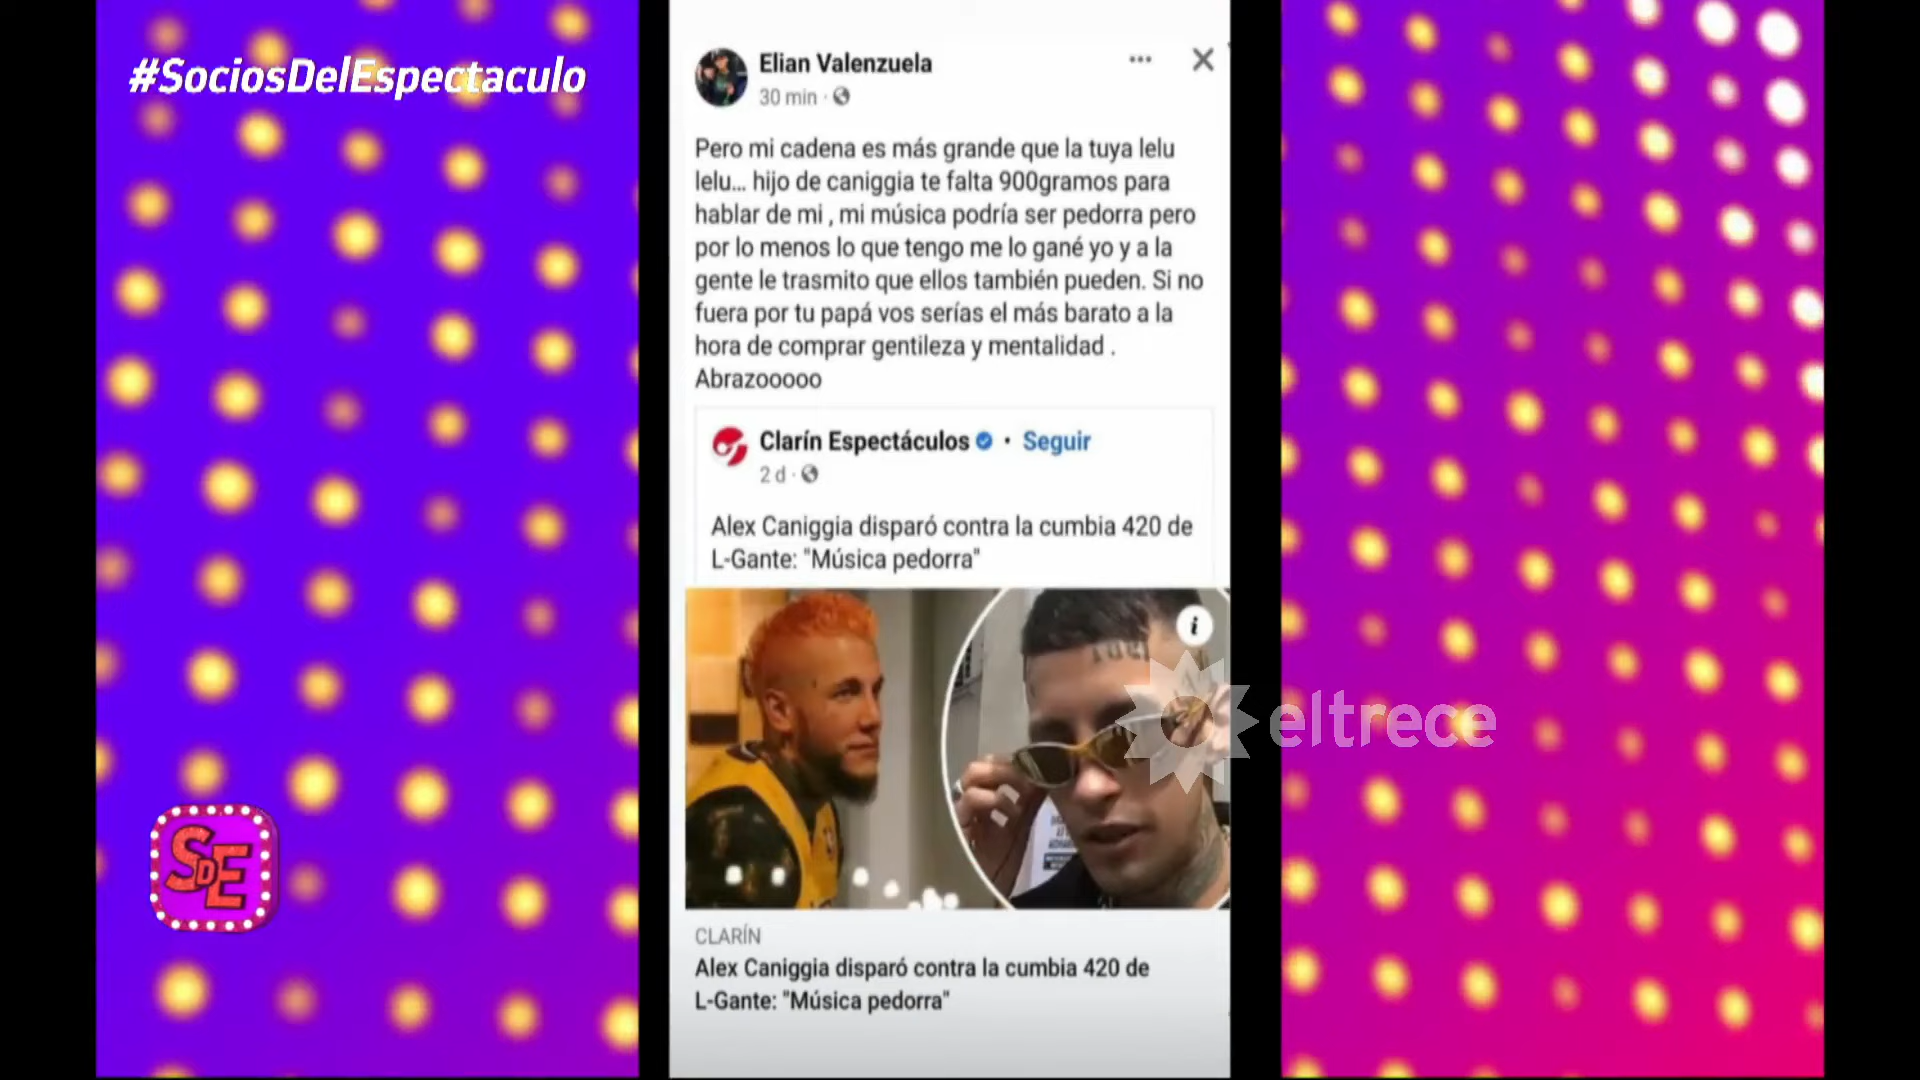 #SociosDelEspectaculo
Elian Valenzuela
30 min ·
Pero mi cadena es más grande que la tuya lelu
lelu... hijo de caniggia te falta 900gramos para
hablar de mi , mi música podría ser pedorra pero
por lo menos lo que tengo me lo gané yo y a la
gente le trasmito que ellos también pueden. Si no
fuera por tu papá vos serías el más barato a la
hora de comprar gentileza y mentalidad .
Abrazooooo
Clarín Espectáculos · Seguir
2 d ·
Alex Caniggia disparó contra la cumbia 420 de
L-Gante: "Música pedorra"
i
eltrece
SDE
CLARÍN
Alex Caniggia disparó contra la cumbia 420 de
L-Gante: "Música pedorra"